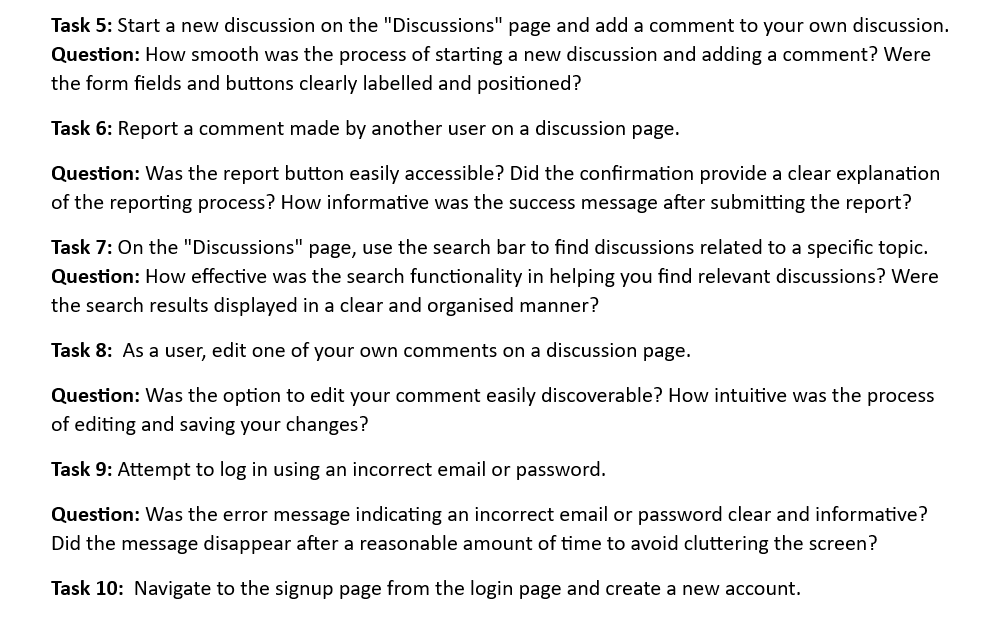 Task 5: Start a new discussion on the "Discussions" page and add a comment to your own discussion.
Question: How smooth was the process of starting a new discussion and adding a comment? Were
the form fields and buttons clearly labelled and positioned?
Task 6: Report a comment made by another user on a discussion page.
Question: Was the report button easily accessible? Did the confirmation provide a clear explanation
of the reporting process? How informative was the success message after submitting the report?
Task 7: On the "Discussions" page, use the search bar to find discussions related to a specific topic.
Question: How effective was the search functionality in helping you find relevant discussions? Were
the search results displayed in a clear and organised manner?
Task 8:  As a user, edit one of your own comments on a discussion page.
Question: Was the option to edit your comment easily discoverable? How intuitive was the process
of editing and saving your changes?
Task 9: Attempt to log in using an incorrect email or password.
Question: Was the error message indicating an incorrect email or password clear and informative?
Did the message disappear after a reasonable amount of time to avoid cluttering the screen?
Task 10:  Navigate to the signup page from the login page and create a new account.